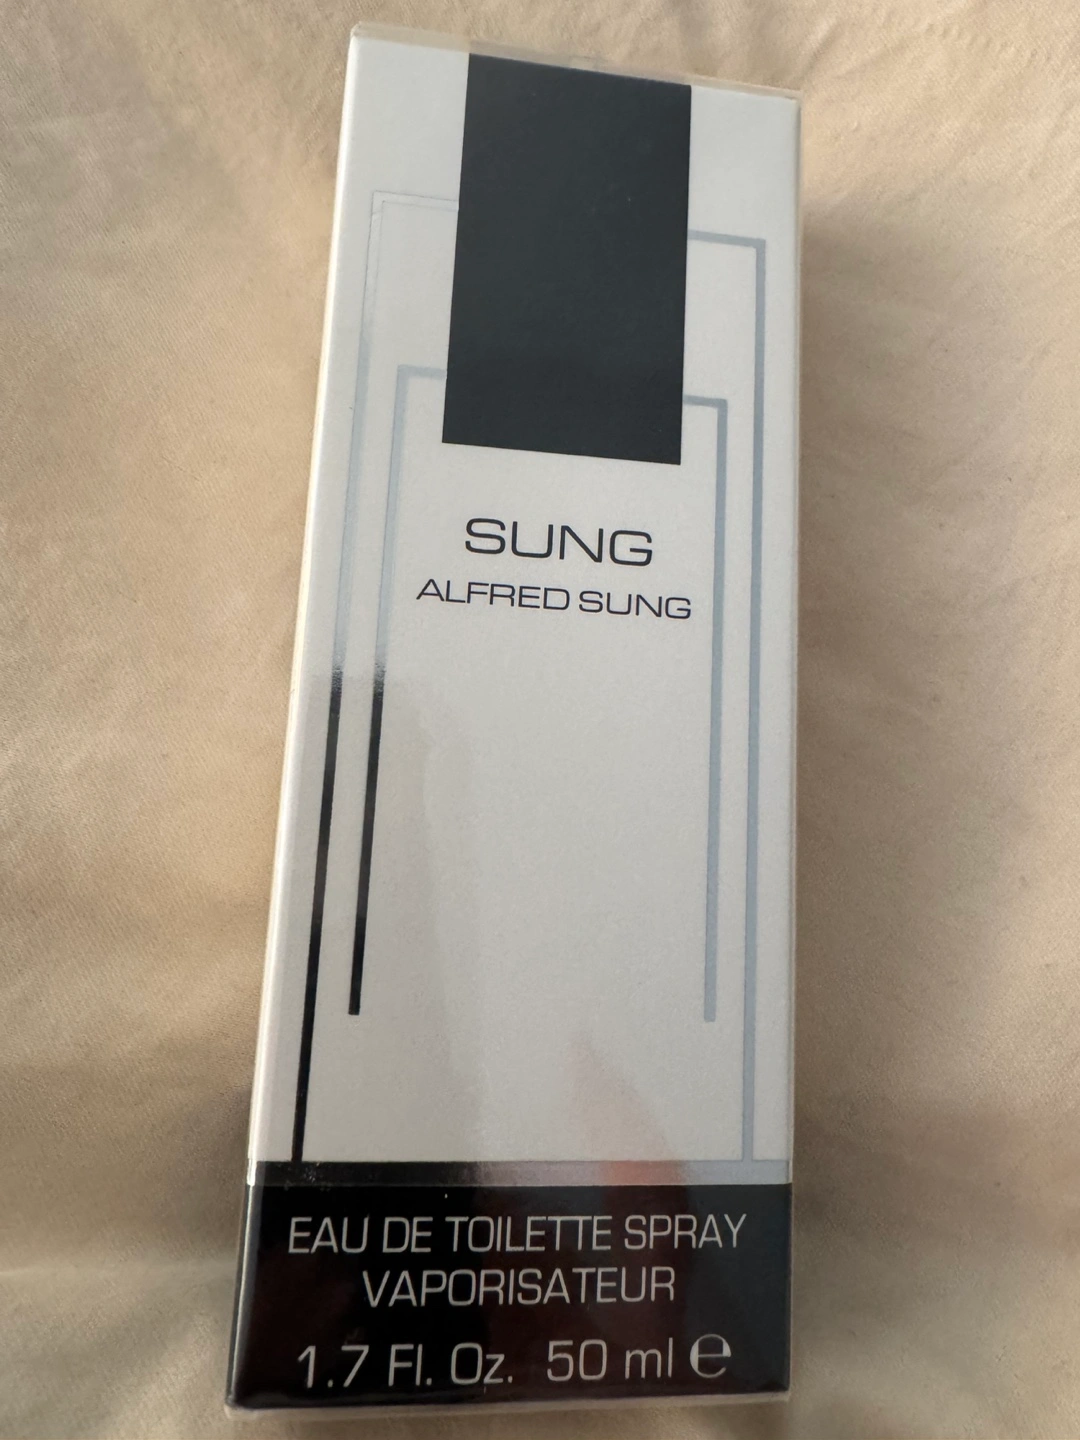 SUNG
ALFRED SUNG
EAU DE TOILETTE SPRAY
VAPORISATEUR
1.7 Fl. Oz. 50 ml ℮